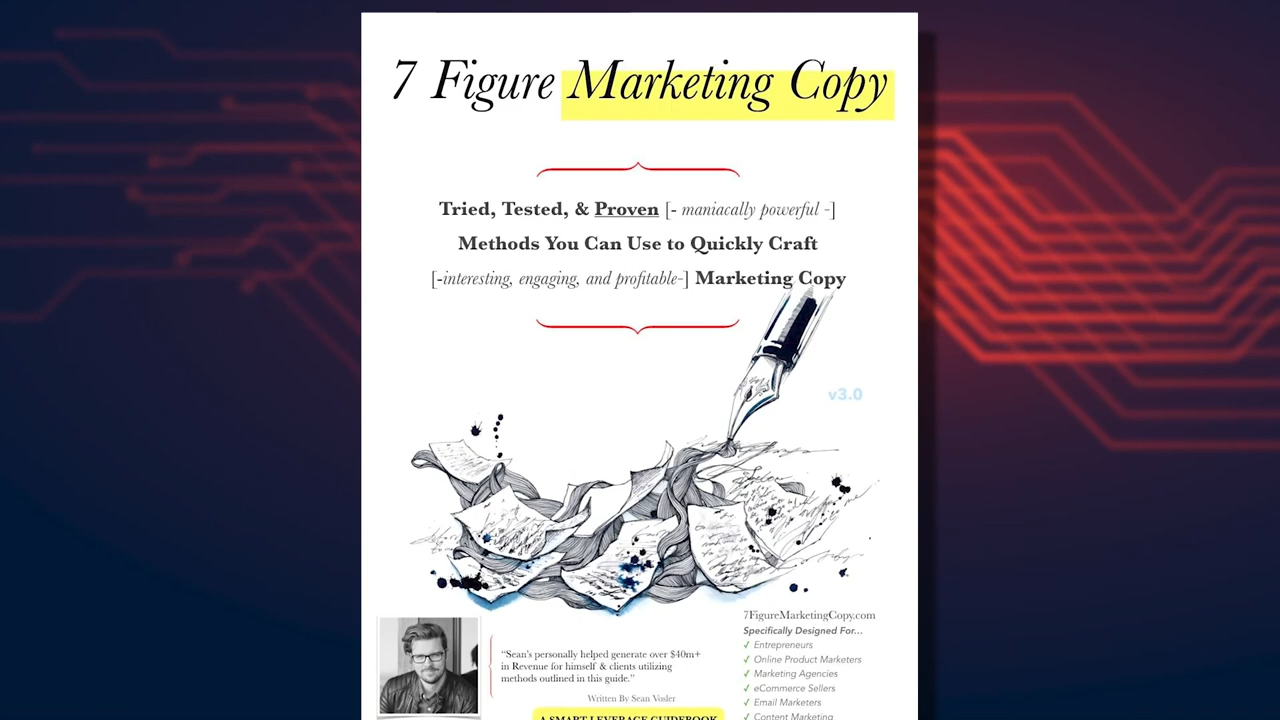 7 Figure Marketing Copy
Tried, Tested, & Proven [- maniacally powerful -]
Methods You Can Use to Quickly Craft
[-interesting, engaging, and profitable-] Marketing Copy
v3.0
7FigureMarketingCopy.com
Specifically Designed For...
✓ Entrepreneurs
✓ Online Product Marketers
✓ Marketing Agencies
✓ eCommerce Sellers
✓ Email Marketers
✓ Content Marketing
“Sean's personally helped generate over $40m+
in Revenue for himself & clients utilizing
methods outlined in this guide.”
Written By Sean Vosler
A SMART LEVERAGE GUIDEBOOK